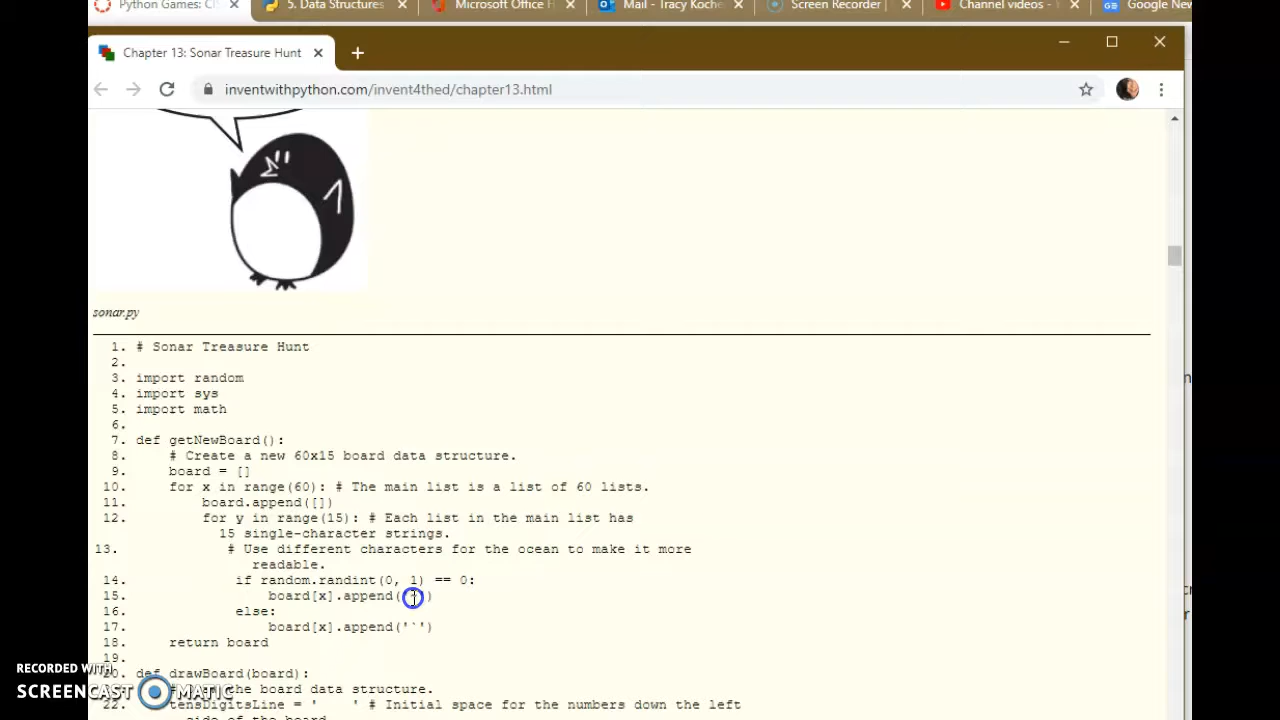 Python Games: C
5. Data Structures
Microsoft Office H
Mail - Tracy Koche
Screen Recorder
Channel videos -
Google Nev
Chapter 13: Sonar Treasure Hunt
inventwithpython.com/invent4thed/chapter13.html
sonar.py
1. # Sonar Treasure Hunt
2.
3. import random
4. import sys
5. import math
6.
7. def getNewBoard():
8. # Create a new 60x15 board data structure.
9. board = []
10. for x in range(60): # The main list is a list of 60 lists.
11. board.append([])
12. for y in range(15): # Each list in the main list has
15 single-character strings.
13. # Use different characters for the ocean to make it more
readable.
14. if random.randint(0, 1) == 0:
15. board[x].append( )
16. else:
17. board[x].append('`')
18. return board
19.
20. def drawBoard(board):
the board data structure.
22. tensDigitsLine = ' ' # Initial space for the numbers down the left
side of the board
RECORDED WITH
SCREENCAST MATIC